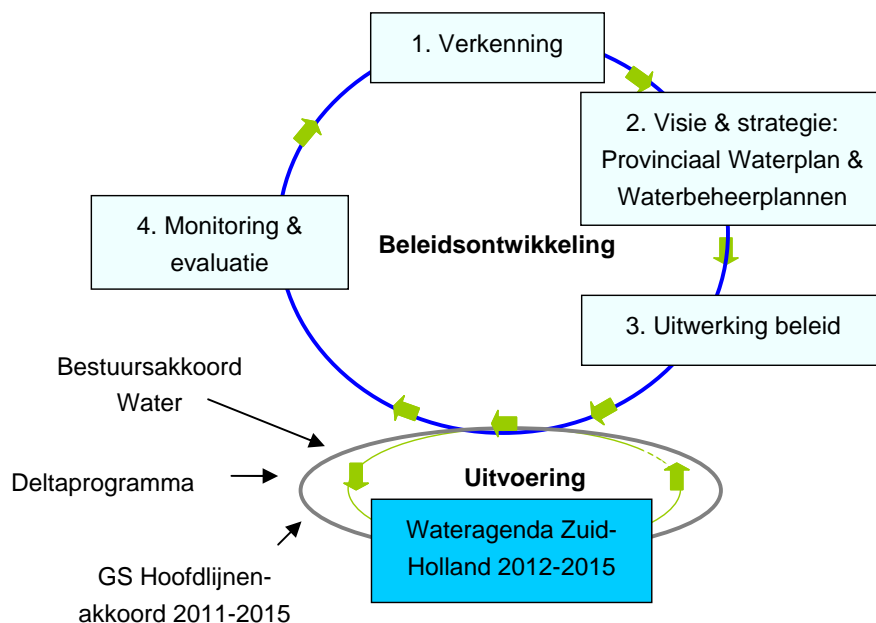 1. Verkenning
2. Visie & strategie:
Provinciaal Waterplan &
Waterbeheerplannen
4. Monitoring &
evaluatie
Beleidsontwikkeling
3. Uitwerking beleid
Bestuursakkoord
Water
Deltaprogramma
GS Hoofdlijnen-
akkoord 2011-2015
Uitvoering
Wateragenda Zuid-
Holland 2012-2015